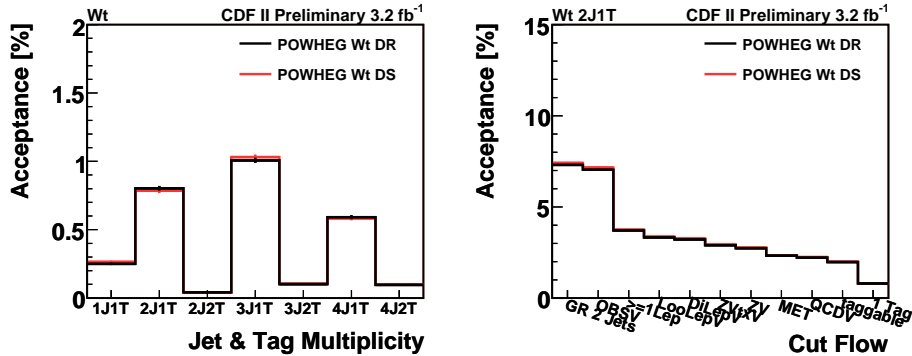 Wt
CDF II Preliminary 3.2 fb-1
Acceptance [%]
2
1.5
1
0.5
0
POWHEG Wt DR
POWHEG Wt DS
1J1T 2J1T 2J2T 3J1T 3J2T 4J1T 4J2T
Jet & Tag Multiplicity
Wt 2J1T
CDF II Preliminary 3.2 fb-1
Acceptance [%]
15
10
5
0
POWHEG Wt DR
POWHEG Wt DS
GR 2 Jets
OBSV
>=1Lep
LooLepV
DiLepV
ZVtxV
ZV
MET
QCDV
taggable
1 Tag
Cut Flow